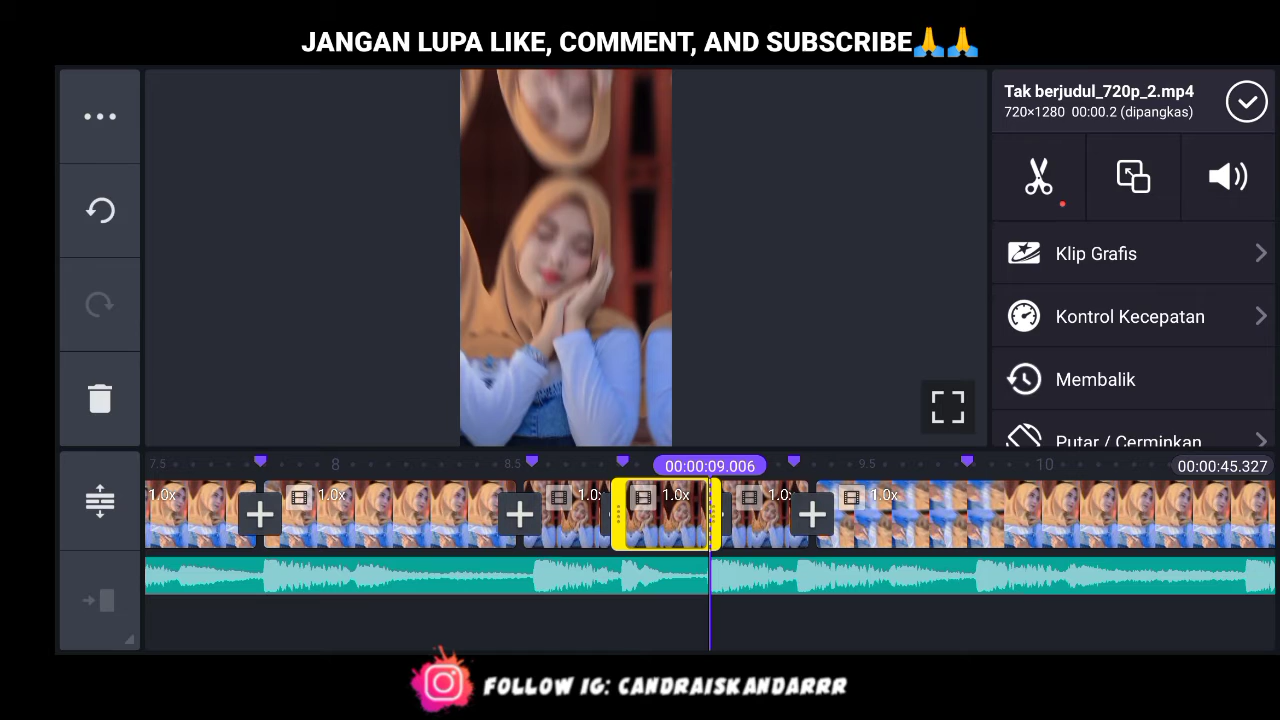 JANGAN LUPA LIKE, COMMENT, AND SUBSCRIBE🙏🙏
Tak berjudul_720p_2.mp4
720×1280 00:00.2 (dipangkas)
Klip Grafis
Kontrol Kecepatan
Membalik
Putar / Cerminkan
7.5 8 8.5 00:00:09.006 9.5 10 00:00:45.327
1.0x 1.0x 1.0x 1.0x 1.0x 1.0x
FOLLOW IG: CANDRAISKANDARRR